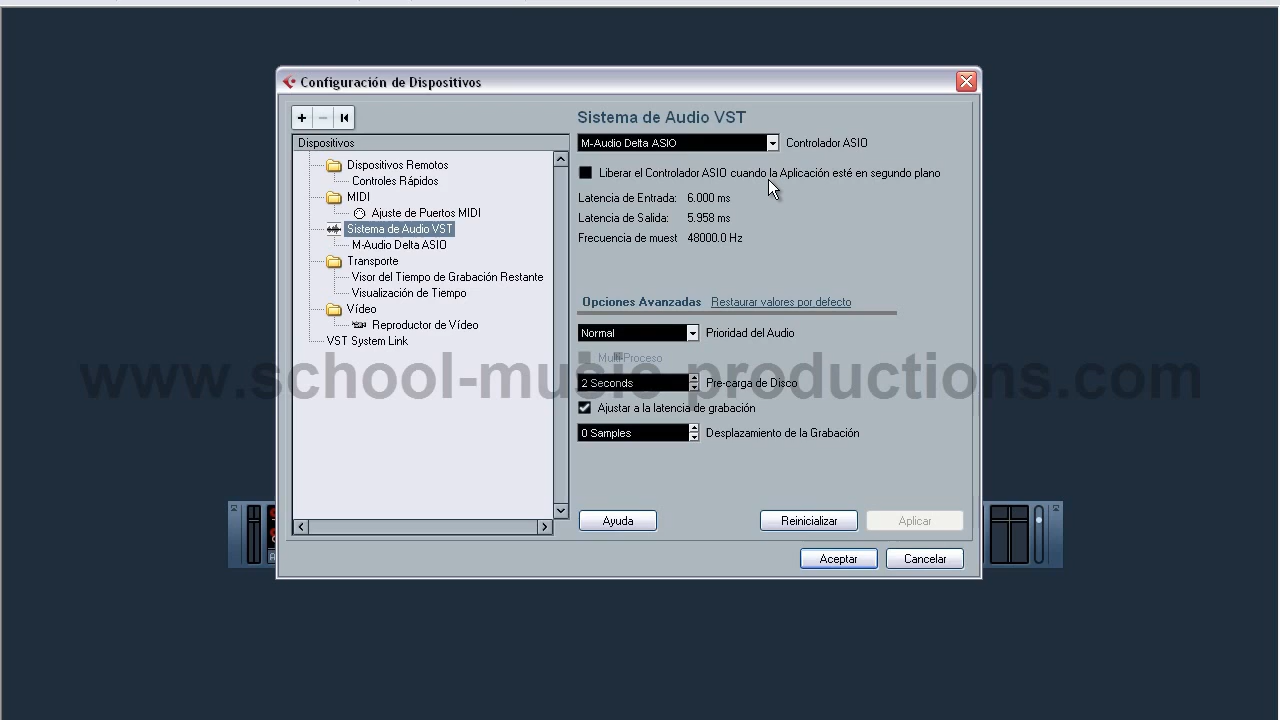 Configuración de Dispositivos
Dispositivos
Dispositivos Remotos
Controles Rápidos
MIDI
Ajuste de Puertos MIDI
Sistema de Audio VST
M-Audio Delta ASIO
Transporte
Visor del Tiempo de Grabación Restante
Visualización de Tiempo
Vídeo
Reproductor de Vídeo
VST System Link
Sistema de Audio VST
M-Audio Delta ASIO Controlador ASIO
Liberar el Controlador ASIO cuando la Aplicación esté en segundo plano
Latencia de Entrada: 6.000 ms
Latencia de Salida: 5.958 ms
Frecuencia de muest 48000.0 Hz
Opciones Avanzadas Restaurar valores por defecto
Normal Prioridad del Audio
Multi Proceso
www.school-music-productions.com
2 Seconds Pre-carga de Disco
Ajustar a la latencia de grabación
0 Samples Desplazamiento de la Grabación
Ayuda Reinicializar Aplicar
Aceptar Cancelar